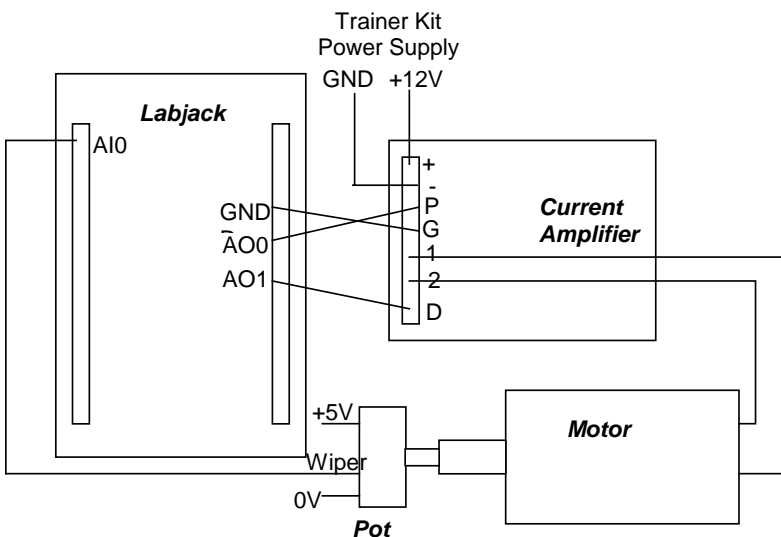 Trainer Kit
Power Supply
GND +12V
Labjack
AI0
GND
AO0
AO1
+
-
P
G
1
2
D
Current
Amplifier
+5V
Wiper
0V
Pot
Motor